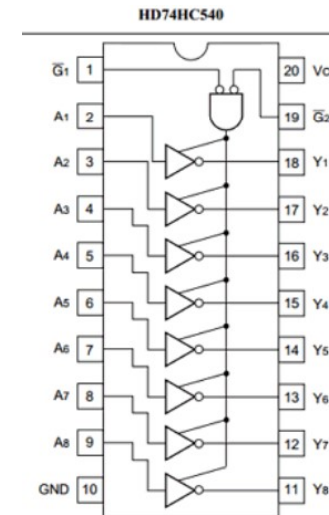 HD74HC540
G̅1 1 20 Vc
A1 2 19 G̅2
A2 3 18 Y1
A3 4 17 Y2
A4 5 16 Y3
A5 6 15 Y4
A6 7 14 Y5
A7 8 13 Y6
A8 9 12 Y7
GND 10 11 Y8